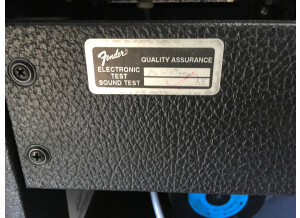 Fender
QUALITY ASSURANCE
ELECTRONIC
TEST
SOUND TEST